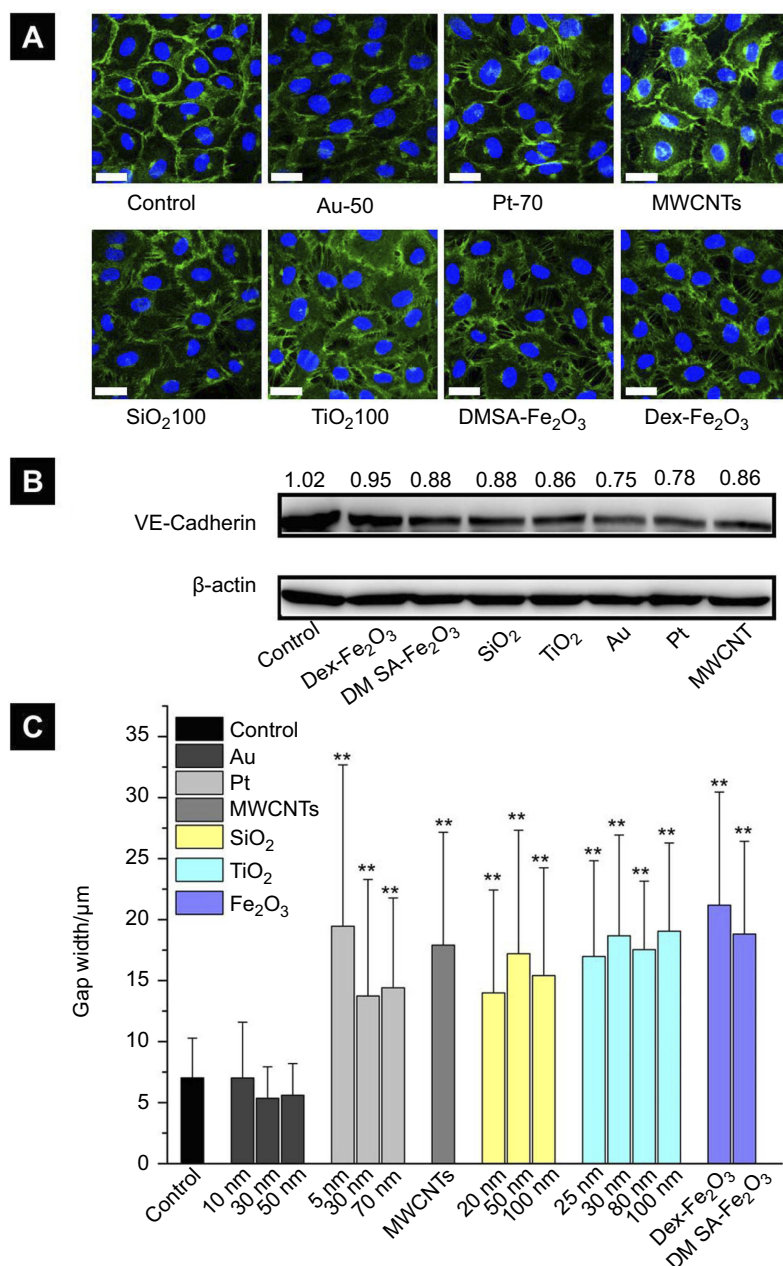 A
Control Au-50 Pt-70 MWCNTs
SiO₂100 TiO₂100 DMSA-Fe₂O₃ Dex-Fe₂O₃
B
1.02 0.95 0.88 0.88 0.86 0.75 0.78 0.86
VE-Cadherin
β-actin
Control Dex-Fe₂O₃ DM SA-Fe₂O₃ SiO₂ TiO₂ Au Pt MWCNT
C
Gap width/µm
35
30
25
20
15
10
5
0
Control
Au
Pt
MWCNTs
SiO₂
TiO₂
Fe₂O₃
** ** ** ** ** ** ** ** ** ** ** ** **
Control 10 nm 30 nm 50 nm 5 nm 30 nm 70 nm MWCNTs 20 nm 50 nm 100 nm 25 nm 30 nm 80 nm 100 nm Dex-Fe₂O₃ DM SA-Fe₂O₃